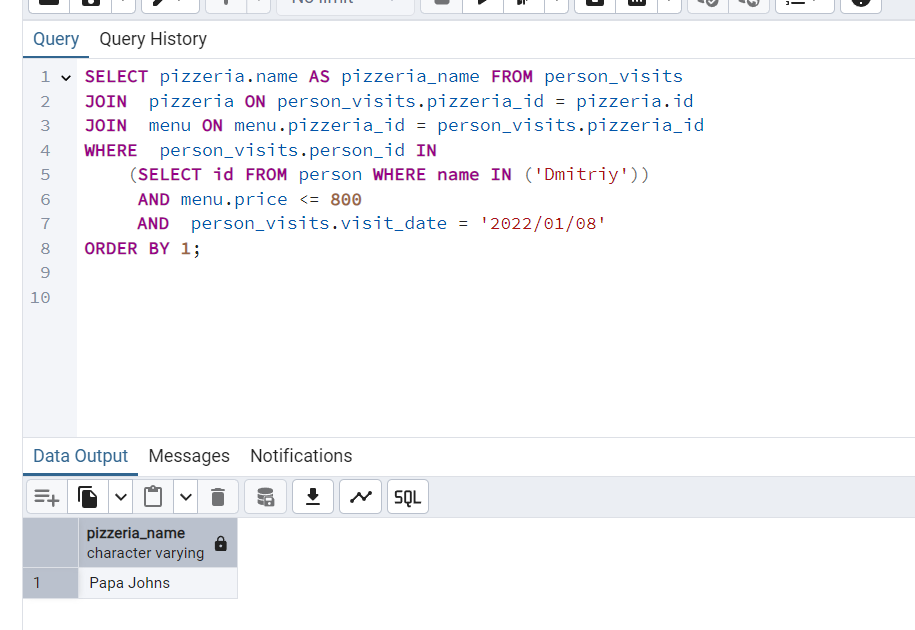 No limit
Query Query History
1 SELECT pizzeria.name AS pizzeria_name FROM person_visits
2 JOIN  pizzeria ON person_visits.pizzeria_id = pizzeria.id
3 JOIN  menu ON menu.pizzeria_id = person_visits.pizzeria_id
4 WHERE  person_visits.person_id IN
5     (SELECT id FROM person WHERE name IN ('Dmitriy'))
6      AND menu.price <= 800
7      AND  person_visits.visit_date = '2022/01/08'
8 ORDER BY 1;
9
10
Data Output Messages Notifications
SQL
pizzeria_name
character varying
1 Papa Johns